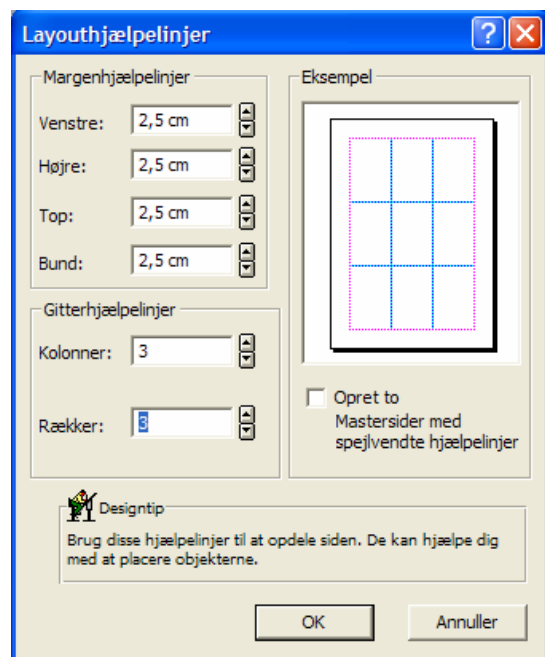 Layouthjælpelinjer
Margenhjælpelinjer
Venstre: 2,5 cm
Højre: 2,5 cm
Top: 2,5 cm
Bund: 2,5 cm
Gitterhjælpelinjer
Kolonner: 3
Rækker: 3
Eksempel
Opret to
Mastersider med
spejlvendte hjælpelinjer
Designtip
Brug disse hjælpelinjer til at opdele siden. De kan hjælpe dig
med at placere objekterne.
OK Annuller